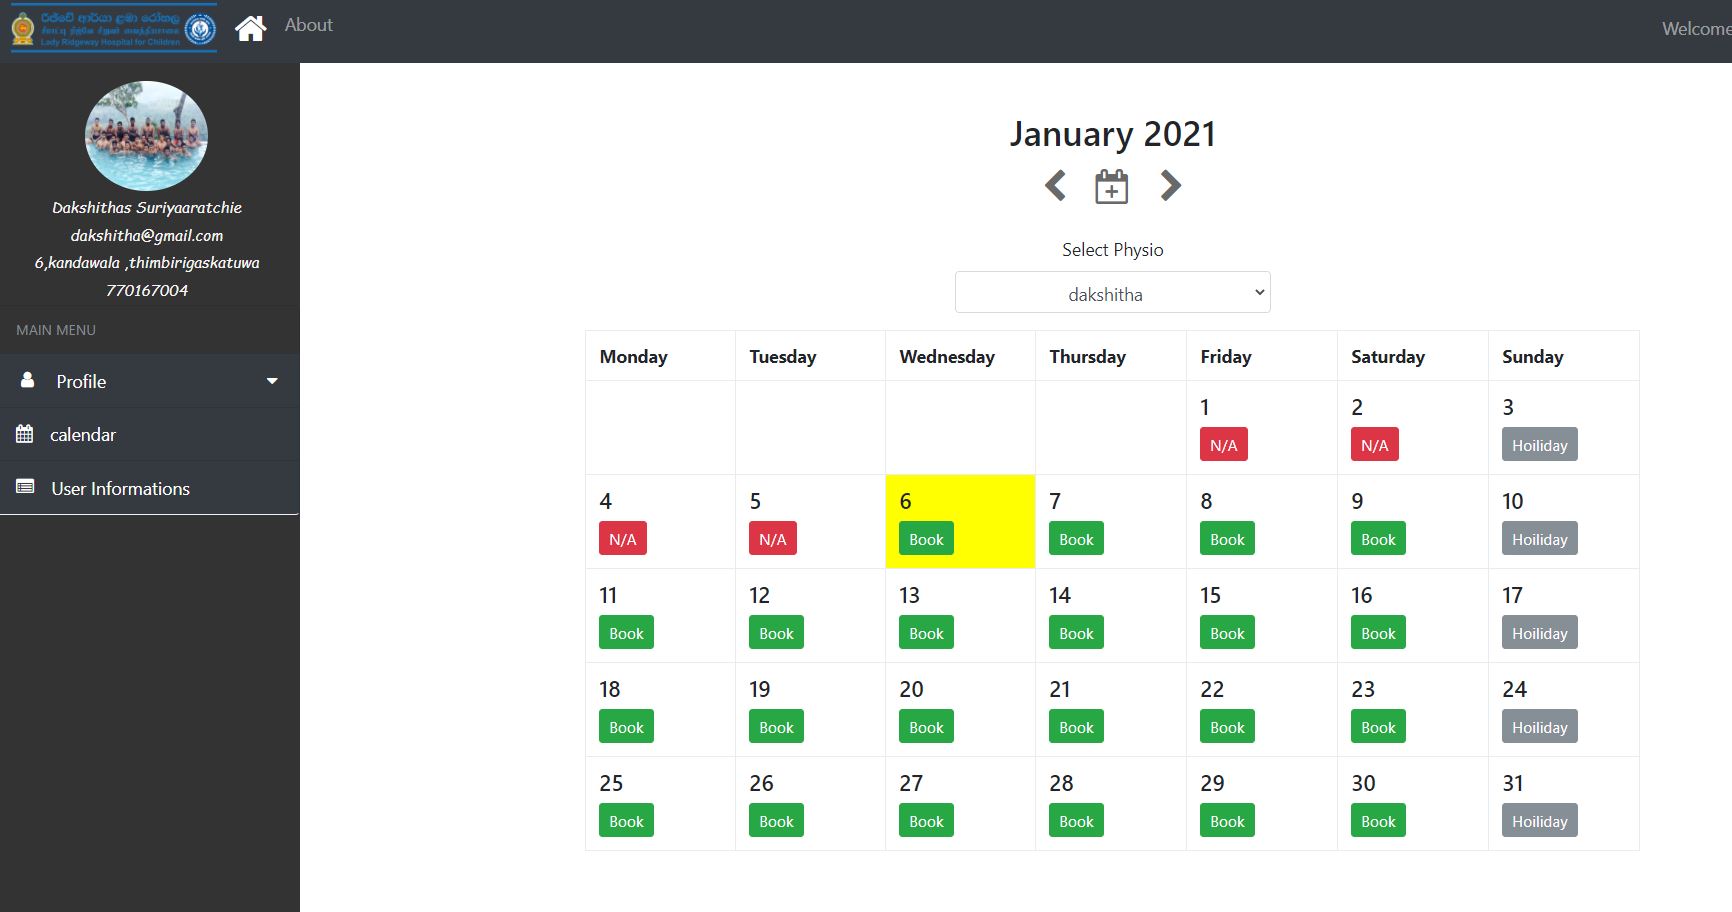 රිජ්වේ ආර්යා ළමා රෝහල
Lady Ridgeway Hospital for Children
About
Welcome
Dakshithas Suriyaaratchie
dakshitha@gmail.com
6,kandawala ,thimbirigaskatuwa
770167004
MAIN MENU
Profile
calendar
User Informations
January 2021
Select Physio
dakshitha
Monday Tuesday Wednesday Thursday Friday Saturday Sunday
1 2 3
N/A N/A Hoiliday
4 5 6 7 8 9 10
N/A N/A Book Book Book Book Hoiliday
11 12 13 14 15 16 17
Book Book Book Book Book Book Hoiliday
18 19 20 21 22 23 24
Book Book Book Book Book Book Hoiliday
25 26 27 28 29 30 31
Book Book Book Book Book Book Hoiliday